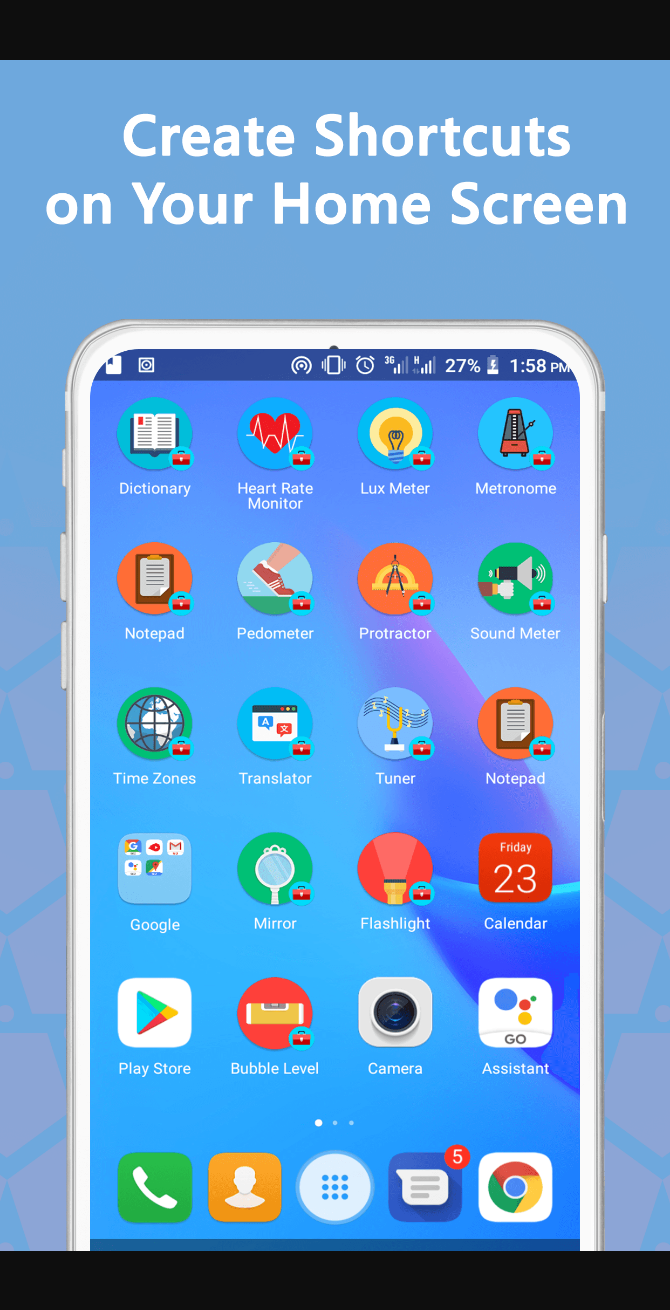 Create Shortcuts
on Your Home Screen
3G H 27% 1:58 PM
Dictionary
Heart Rate
Monitor
Lux Meter
Metronome
Notepad
Pedometer
Protractor
Sound Meter
A
Time Zones
Translator
Tuner
Notepad
G
M
Friday
23
Google
Mirror
Flashlight
Calendar
GO
Play Store
Bubble Level
Camera
Assistant
5